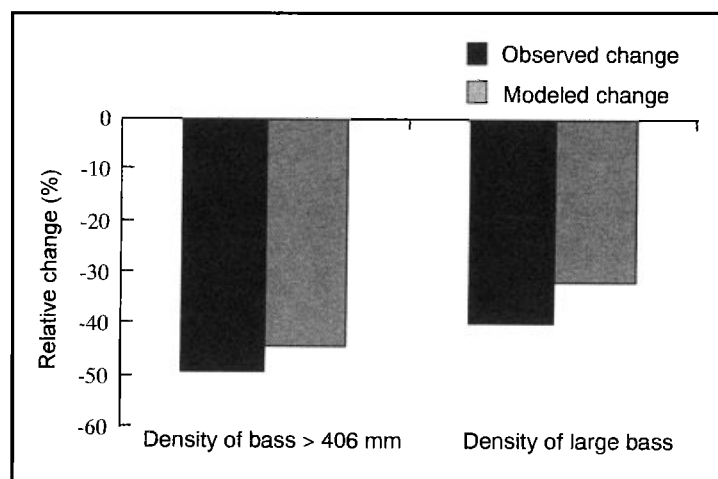 Observed change
Modeled change
0
-10
-20
-30
-40
-50
-60
Relative change (%)
Density of bass > 406 mm
Density of large bass